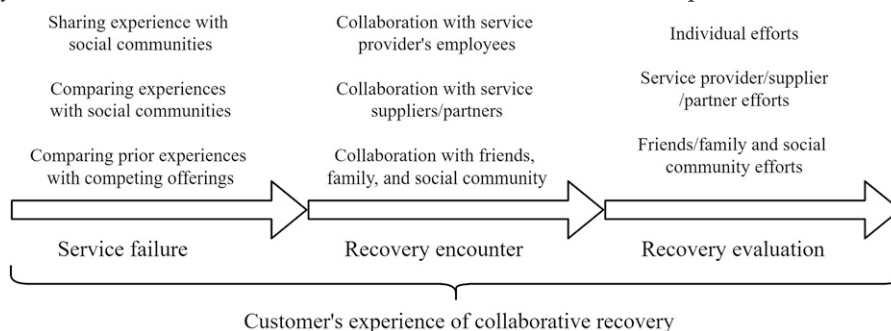 Sharing experience with
social communities
Comparing experiences
with social communities
Comparing prior experiences
with competing offerings
Collaboration with service
provider's employees
Collaboration with service
suppliers/partners
Collaboration with friends,
family, and social community
Individual efforts
Service provider/supplier
/partner efforts
Friends/family and social
community efforts
Service failure
Recovery encounter
Recovery evaluation
Customer's experience of collaborative recovery